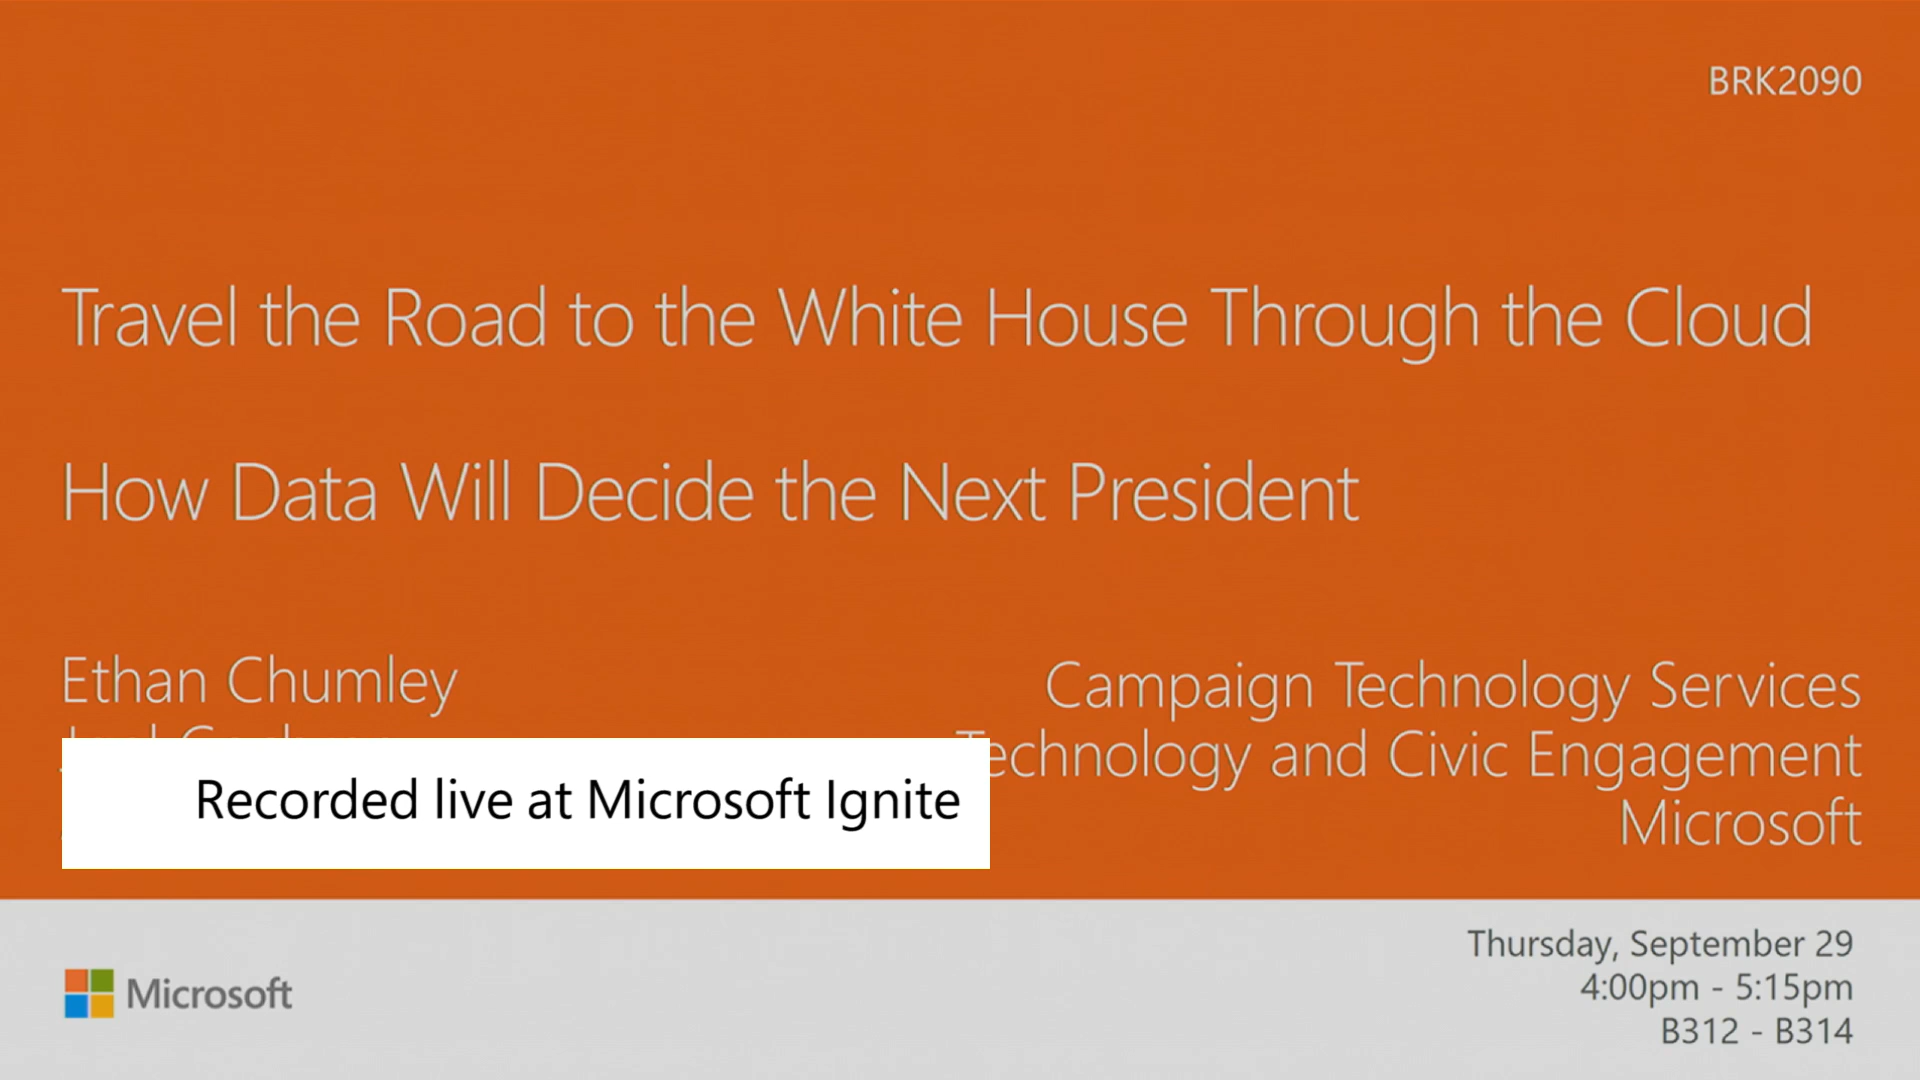 BRK2090
Travel the Road to the White House Through the Cloud
How Data Will Decide the Next President
Ethan Chumley
Campaign Technology Services
Technology and Civic Engagement
Microsoft
Recorded live at Microsoft Ignite
Microsoft
Thursday, September 29
4:00pm - 5:15pm
B312 - B314